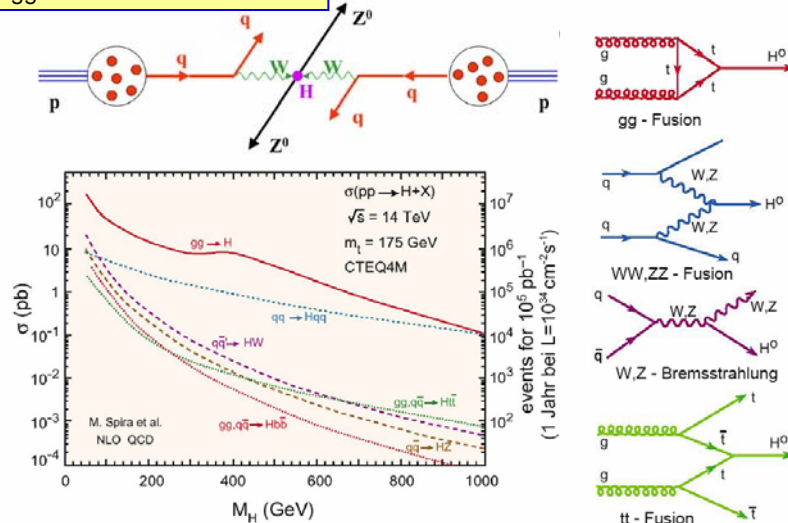 gg
p
q
q
W
W
H
Z⁰
Z⁰
q
q
p
σ (pb)
10²
10
1
10⁻¹
10⁻²
10⁻³
10⁻⁴
0
200
400
600
800
1000
M_H (GeV)
σ(pp → H+X)
√s = 14 TeV
m_t = 175 GeV
CTEQ4M
gg → H
qq → Hqq
qq̄' → HW
gg,qq̄ → Htt̄
gg,qq̄ → Hbb̄
qq̄ → HZ
M. Spira et al.
NLO QCD
10⁷
10⁶
10⁵
10⁴
10³
10²
events for 10⁵ pb⁻¹
(1 Jahr bei L=10³⁴ cm⁻²s⁻¹)
g
g
t
t
t
H⁰
gg - Fusion
q
q
W,Z
W,Z
H⁰
q
WW,ZZ - Fusion
q
q̄
W,Z
W,Z
H⁰
W,Z - Bremsstrahlung
g
g
t
t̄
t
t̄
H⁰
tt - Fusion